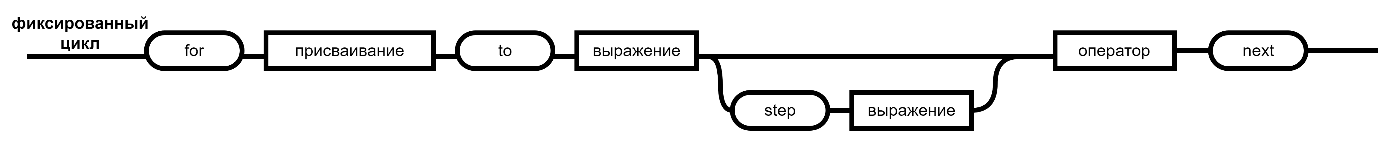 фиксированный
цикл
for
присваивание
to
выражение
step
выражение
оператор
next